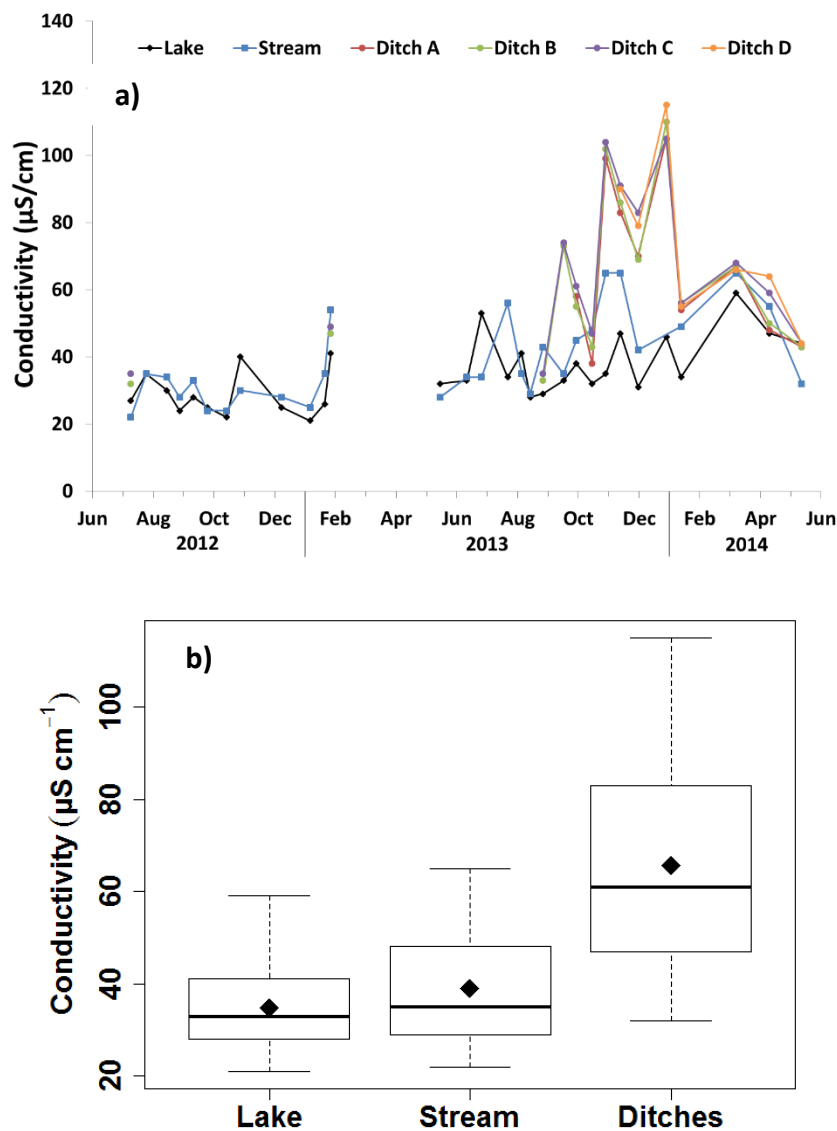 140
Lake Stream Ditch A Ditch B Ditch C Ditch D
120
a)
100
80
60
40
20
0
Conductivity (µS/cm)
Jun Aug Oct Dec Feb Apr Jun Aug Oct Dec Feb Apr Jun
2012 2013 2014
b)
100
80
60
40
20
Conductivity (µS cm⁻¹)
Lake Stream Ditches